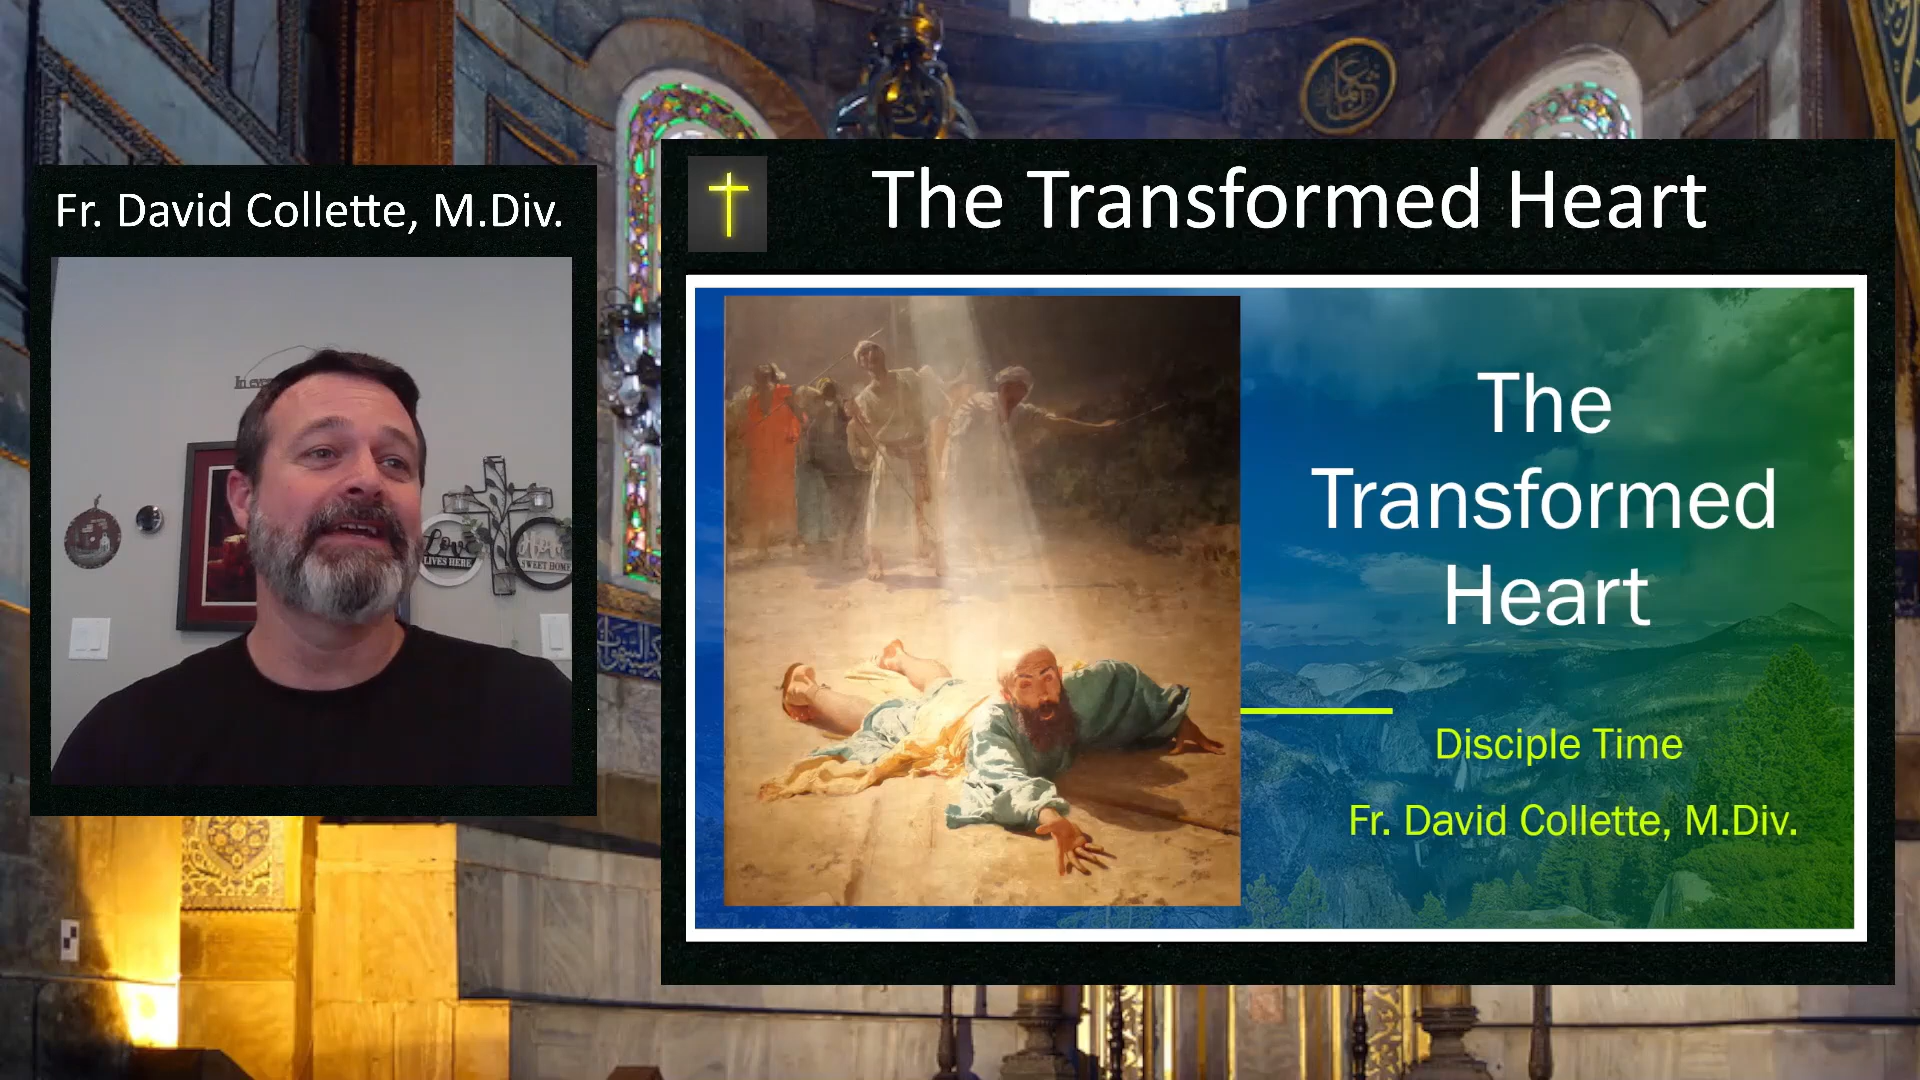 Fr. David Collette, M.Div.
Love
LIVES HERE
SWEET HOME
The Transformed Heart
The
Transformed
Heart
Disciple Time
Fr. David Collette, M.Div.